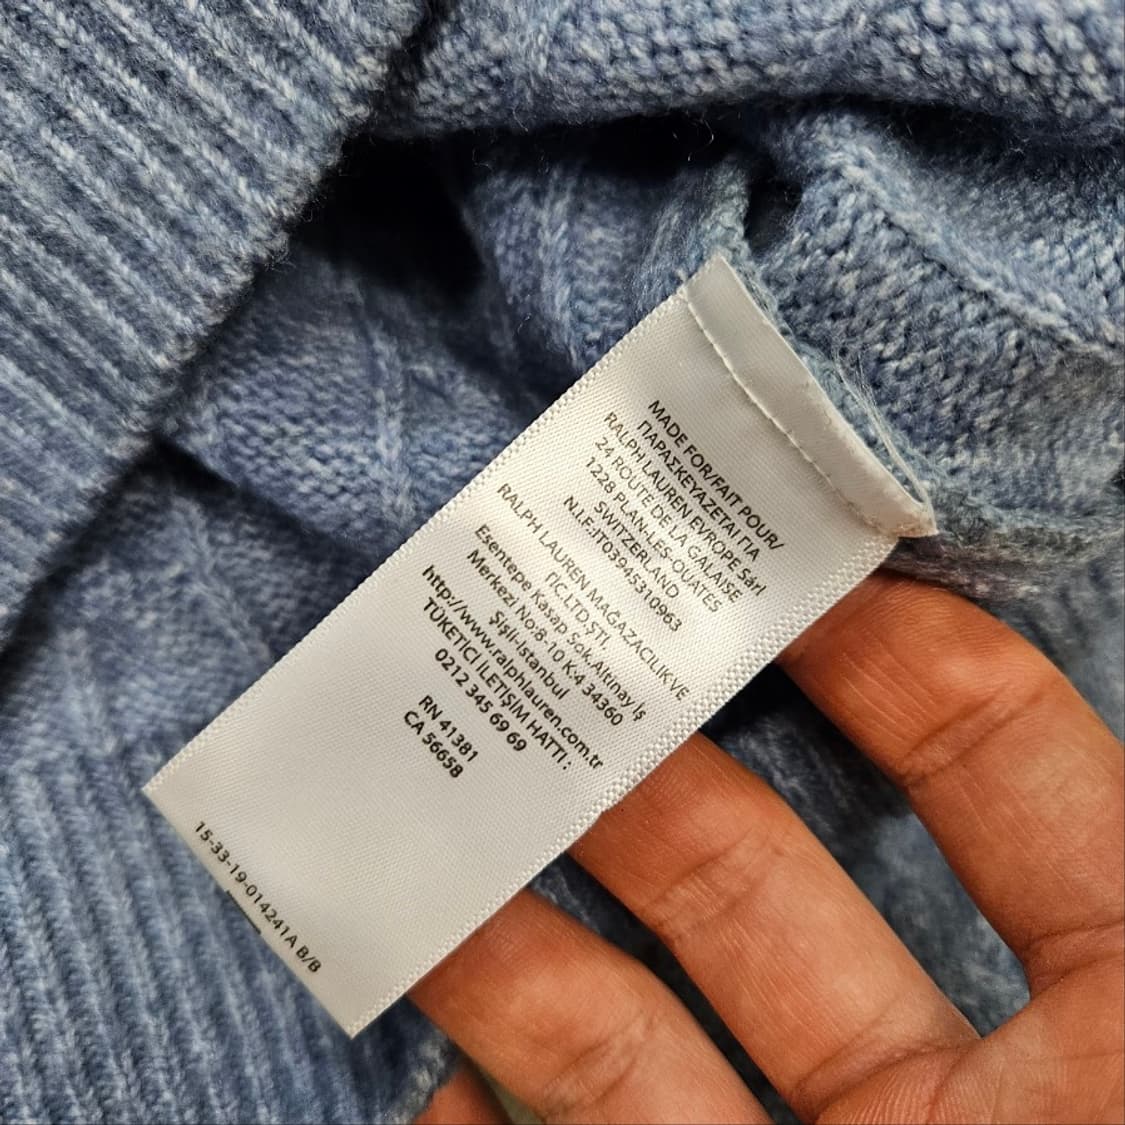 MADE FOR/FAIT POUR/
ΠΑΡΑΣΚΕΥΑΖΕΤΑΙ ΓΙΑ
RALPH LAUREN EVROPE Sàrl
24 ROUTE DE LA GALAISE
1228 PLAN-LES-OUATES
SWITZERLAND
N.I.F.:IT03945310963
RALPH LAUREN MAĞAZACILIK VE
TİC.LTD.ŞTİ.
Esentepe Kasap Sok.Altınay İş
Merkezi No:8-10 K:4 34360
Şişli-İstanbul
http://www.ralphlauren.com.tr
TÜKETİCİ İLETİŞİM HATTI :
0212 345 69 69
RN 41381
CA 56658
15-33-19-014241A B/B